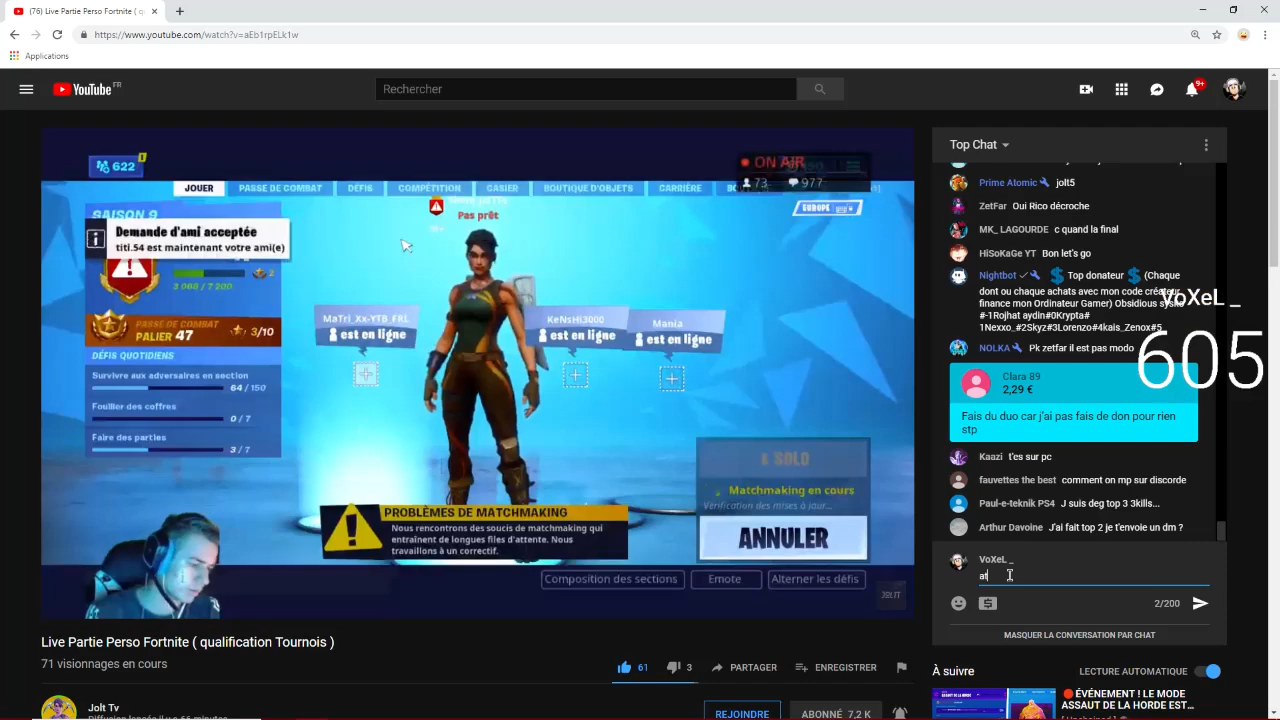 (76) Live Partie Perso Fortnite ( q
https://www.youtube.com/watch?v=aEb1rpELk1w
Applications
YouTube FR
Rechercher
9+
622
ON AIR
73 977
JOUER PASSE DE COMBAT DÉFIS COMPÉTITION CASIER BOUTIQUE D'OBJETS CARRIÈRE
SAISON 9
Pas prêt
EUROPE
Demande d'ami acceptée
titi.54 est maintenant votre ami(e)
2
3 060 / 7 200
PASSE DE COMBAT
PALIER 47
3/10
DÉFIS QUOTIDIENS
Survivre aux adversaires en section
64 / 150
Fouiller des coffres
0 / 7
Faire des parties
3 / 7
MaTri_Xx-YTB_FRL
est en ligne
KeNsHi3000
est en ligne
Mania
est en ligne
SOLO
Matchmaking en cours
Vérification des mises à jour...
ANNULER
PROBLÈMES DE MATCHMAKING
Nous rencontrons des soucis de matchmaking qui
entraînent de longues files d'attente. Nous
travaillons à un correctif.
Composition des sections
Emote
Alterner les défis
JOLIT
Live Partie Perso Fortnite ( qualification Tournois )
71 visionnages en cours
61
3
PARTAGER
ENREGISTRER
Jolt Tv
REJOINDRE
ABONNÉ 7,2 K
Top Chat
Prime Atomic jolt5
ZetFar Oui Rico décroche
MK_ LAGOURDE c quand la final
HiSoKaGe YT Bon let's go
Nightbot Top donateur (Chaque
dont ou chaque achats avec mon code créateur
finance mon Ordinateur Gamer) Obsidious
#-1Rojhat aydin#0Krypta#
1Nexxo_#2Skyz#3Lorenzo#4kais_Zenox#5
VoXeL _
605
NOLKA Pk zetfar il est pas modo
Clara 89
2,29 €
Fais du duo car j'ai pas fais de don pour rien
stp
Kaazi t'es sur pc
fauvettes the best comment on mp sur discorde
Paul-e-teknik PS4 J suis deg top 3 3kills...
Arthur Davoine J'ai fait top 2 je t'envoie un dm ?
VoXeL _
at
2/200
MASQUER LA CONVERSATION PAR CHAT
À suivre
LECTURE AUTOMATIQUE
ÉVÉNEMENT ! LE MODE
ASSAUT DE LA HORDE EST...